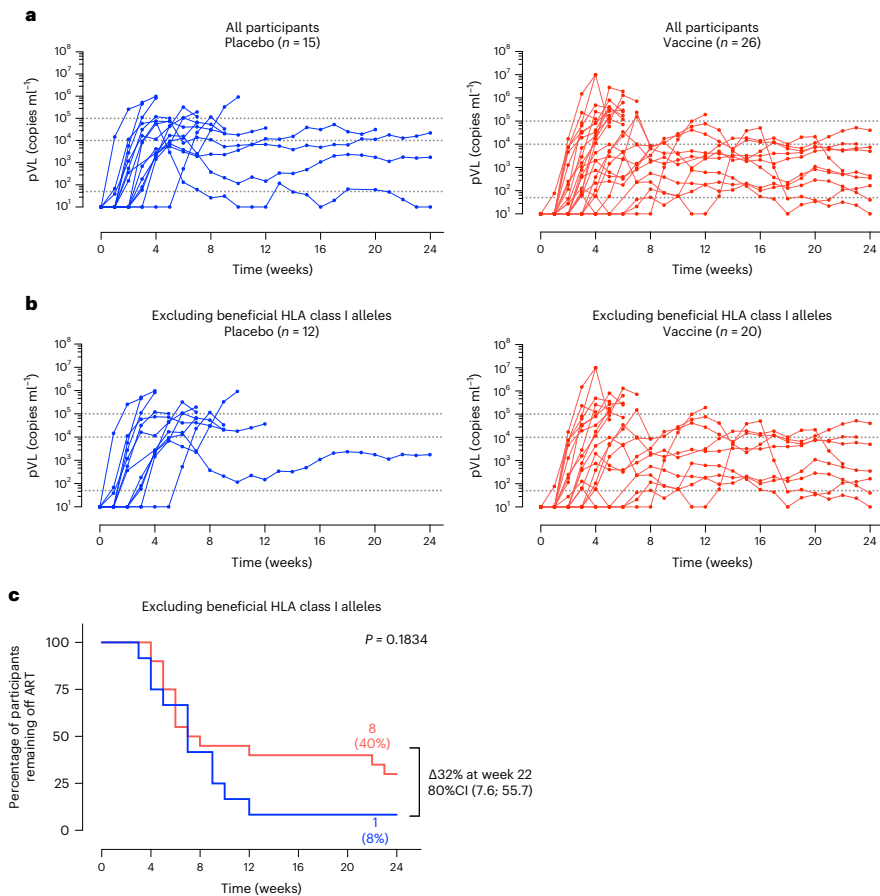 a
All participants
Placebo (n = 15)
pVL (copies ml⁻¹)
10⁸
10⁷
10⁶
10⁵
10⁴
10³
10²
10¹
0 4 8 12 16 20 24
Time (weeks)
All participants
Vaccine (n = 26)
pVL (copies ml⁻¹)
10⁸
10⁷
10⁶
10⁵
10⁴
10³
10²
10¹
0 4 8 12 16 20 24
Time (weeks)
b
Excluding beneficial HLA class I alleles
Placebo (n = 12)
pVL (copies ml⁻¹)
10⁸
10⁷
10⁶
10⁵
10⁴
10³
10²
10¹
0 4 8 12 16 20 24
Time (weeks)
Excluding beneficial HLA class I alleles
Vaccine (n = 20)
pVL (copies ml⁻¹)
10⁸
10⁷
10⁶
10⁵
10⁴
10³
10²
10¹
0 4 8 12 16 20 24
Time (weeks)
c
Excluding beneficial HLA class I alleles
P = 0.1834
Percentage of participants
remaining off ART
100
75
50
25
0
8
(40%)
Δ32% at week 22
80%CI (7.6; 55.7)
1
(8%)
0 4 8 12 16 20 24
Time (weeks)